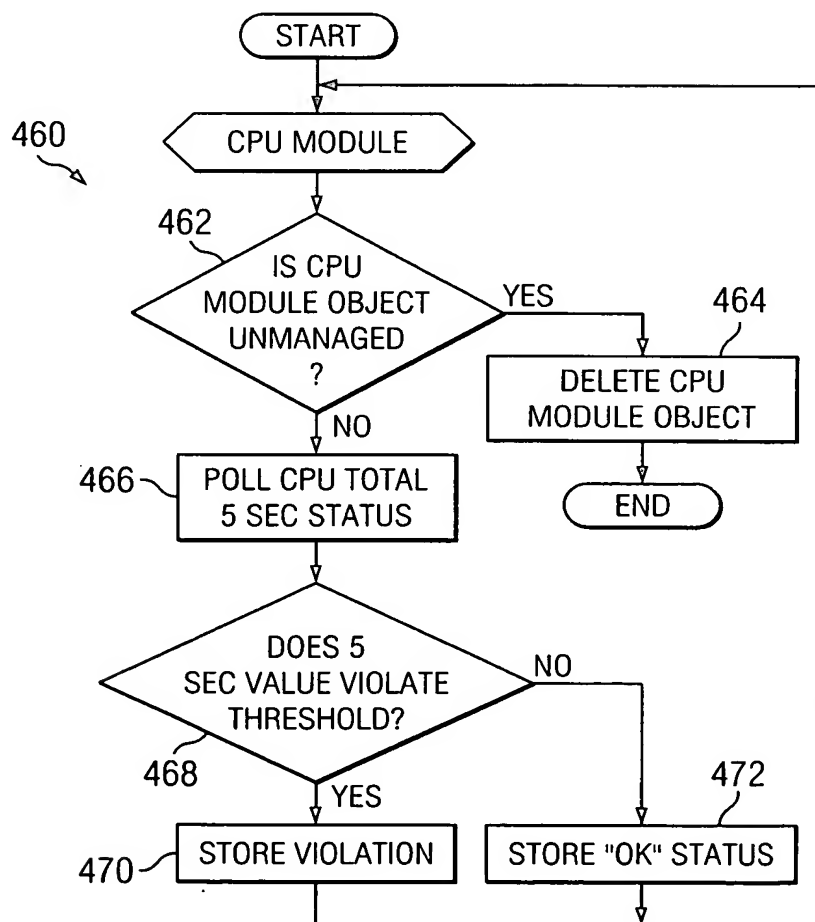 START
460
CPU MODULE
462
IS CPU
MODULE OBJECT
UNMANAGED
?
YES
464
DELETE CPU
MODULE OBJECT
NO
END
466
POLL CPU TOTAL
5 SEC STATUS
DOES 5
SEC VALUE VIOLATE
THRESHOLD?
NO
468
YES
472
470
STORE VIOLATION
STORE "OK" STATUS